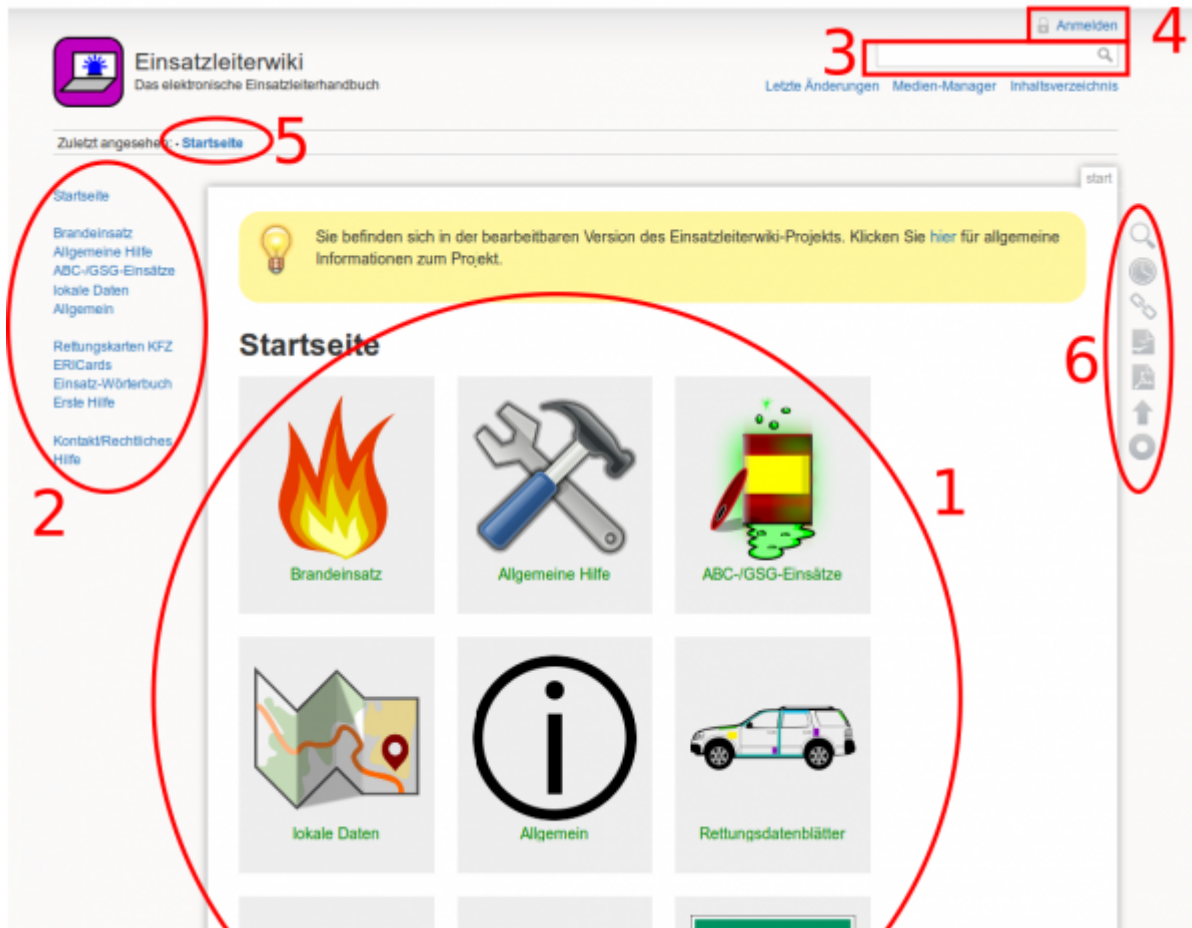 Anmelden
4
3
Einsatzleiterwiki
Das elektronische Einsatzleiterhandbuch
Letzte Änderungen Medien-Manager Inhaltsverzeichnis
Zuletzt angesehen: • Startseite
5
start
Startseite
Brandeinsatz
Allgemeine Hilfe
ABC-/GSG-Einsätze
lokale Daten
Allgemein
Rettungskarten KFZ
ERICards
Einsatz-Wörterbuch
Erste Hilfe
Kontakt/Rechtliches
Hilfe
2
Sie befinden sich in der bearbeitbaren Version des Einsatzleiterwiki-Projekts. Klicken Sie hier für allgemeine
Informationen zum Projekt.
6
Startseite
1
Brandeinsatz
Allgemeine Hilfe
ABC-/GSG-Einsätze
lokale Daten
Allgemein
Rettungsdatenblätter